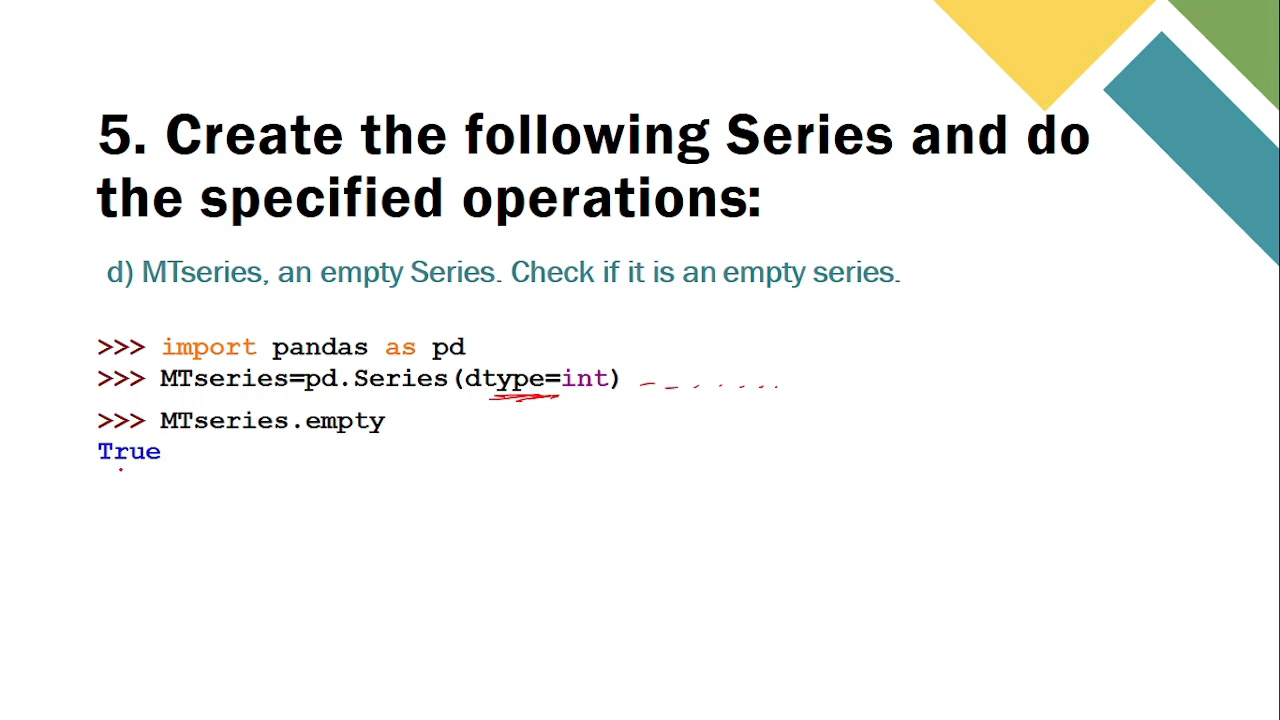 5. Create the following Series and do
the specified operations:
d) MTseries, an empty Series. Check if it is an empty series.
>>> import pandas as pd
>>> MTseries=pd.Series(dtype=int)
>>> MTseries.empty
True